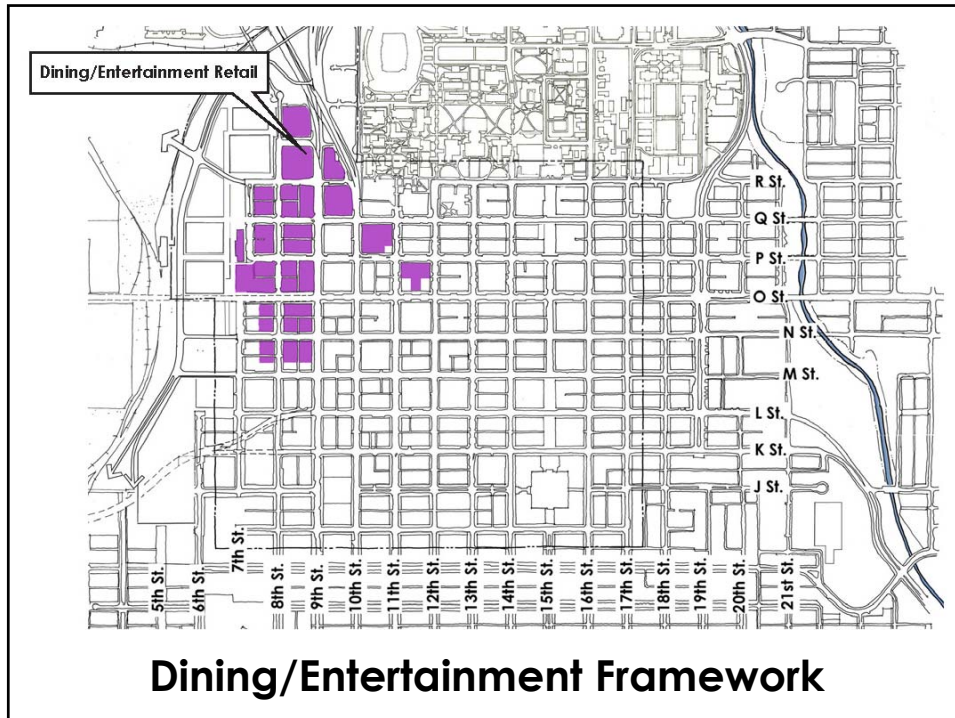 Dining/Entertainment Retail
R St.
Q St.
P St.
O St.
N St.
M St.
L St.
K St.
J St.
5th St.
6th St.
7th St.
8th St.
9th St.
10th St.
11th St.
12th St.
13th St.
14th St.
15th St.
16th St.
17th St.
18th St.
19th St.
20th St.
21st St.
Dining/Entertainment Framework